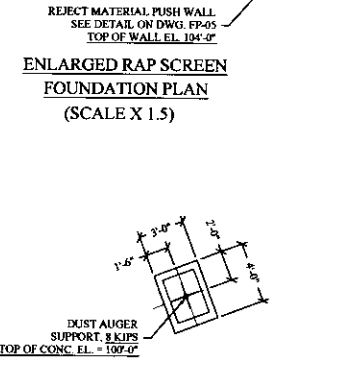 REJECT MATERIAL PUSH WALL
SEE DETAIL ON DWG. FP-05
TOP OF WALL EL. 104'-0"
ENLARGED RAP SCREEN
FOUNDATION PLAN
(SCALE X 1.5)
3'-0"
2'-0"
1'-6"
4'-0"
DUST AUGER
SUPPORT, 8 KIPS
TOP OF CONC. EL. = 100'-0"